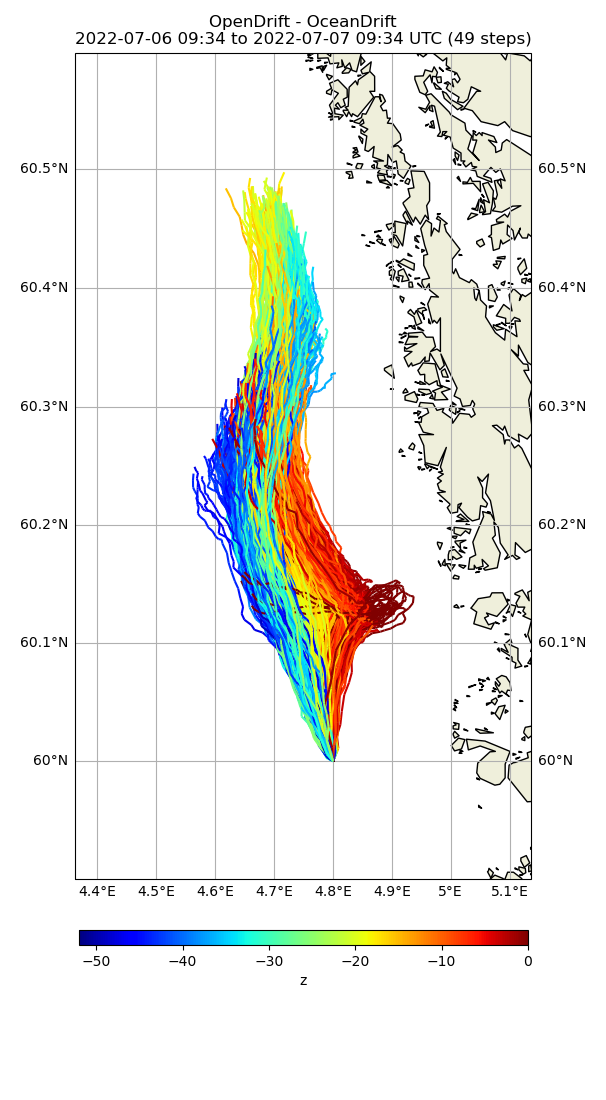 OpenDrift - OceanDrift
2022-07-06 09:34 to 2022-07-07 09:34 UTC (49 steps)
60.5°N 60.5°N
60.4°N 60.4°N
60.3°N 60.3°N
60.2°N 60.2°N
60.1°N 60.1°N
60°N 60°N
4.4°E 4.5°E 4.6°E 4.7°E 4.8°E 4.9°E 5°E 5.1°E
−50 −40 −30 −20 −10 0
z